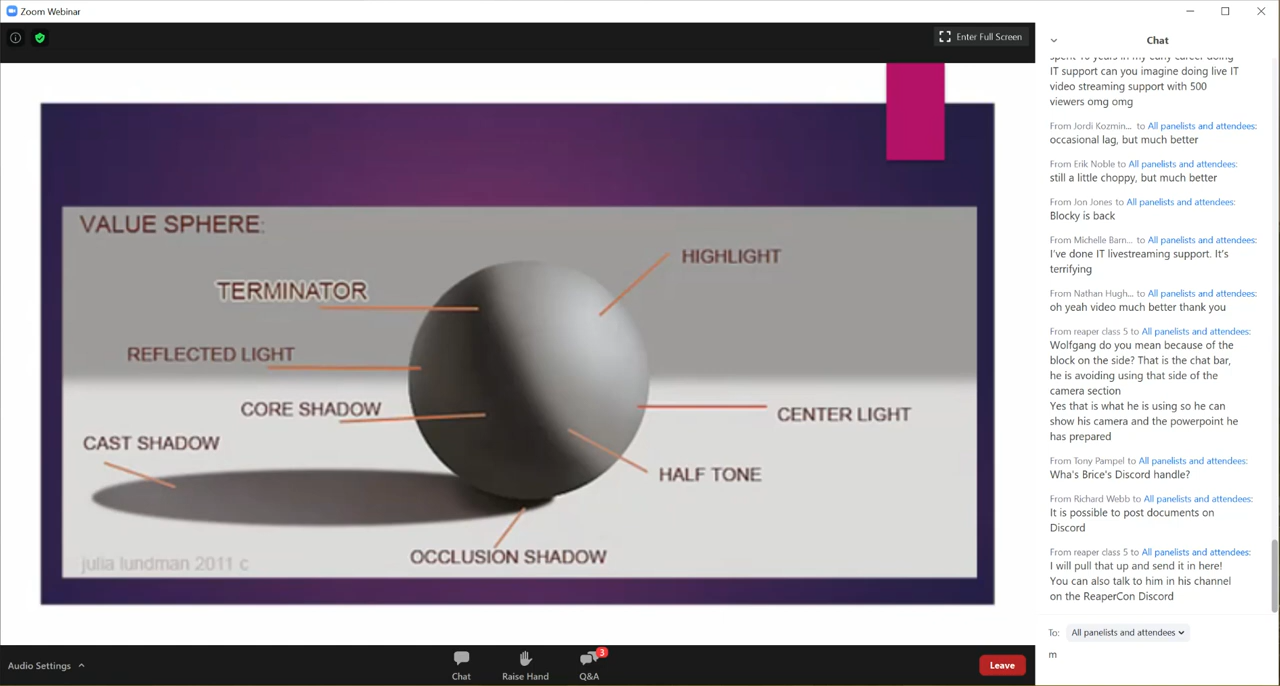 Zoom Webinar
Enter Full Screen
VALUE SPHERE:
HIGHLIGHT
TERMINATOR
REFLECTED LIGHT
CORE SHADOW
CENTER LIGHT
CAST SHADOW
HALF TONE
OCCLUSION SHADOW
julia lundman 2011 c
Audio Settings
Chat
Raise Hand
3
Q&A
Leave
Chat
IT support can you imagine doing live IT
video streaming support with 500
viewers omg omg
From Jordi Kozmin... to All panelists and attendees:
occasional lag, but much better
From Erik Noble to All panelists and attendees:
still a little choppy, but much better
From Jon Jones to All panelists and attendees:
Blocky is back
From Michelle Barn... to All panelists and attendees:
I've done IT livestreaming support. It's
terrifying
From Nathan Hugh... to All panelists and attendees:
oh yeah video much better thank you
From reaper class 5 to All panelists and attendees:
Wolfgang do you mean because of the
block on the side? That is the chat bar,
he is avoiding using that side of the
camera section
Yes that is what he is using so he can
show his camera and the powerpoint he
has prepared
From Tony Pampel to All panelists and attendees:
Wha's Brice's Discord handle?
From Richard Webb to All panelists and attendees:
It is possible to post documents on
Discord
From reaper class 5 to All panelists and attendees:
I will pull that up and send it in here!
You can also talk to him in his channel
on the ReaperCon Discord
To: All panelists and attendees
m